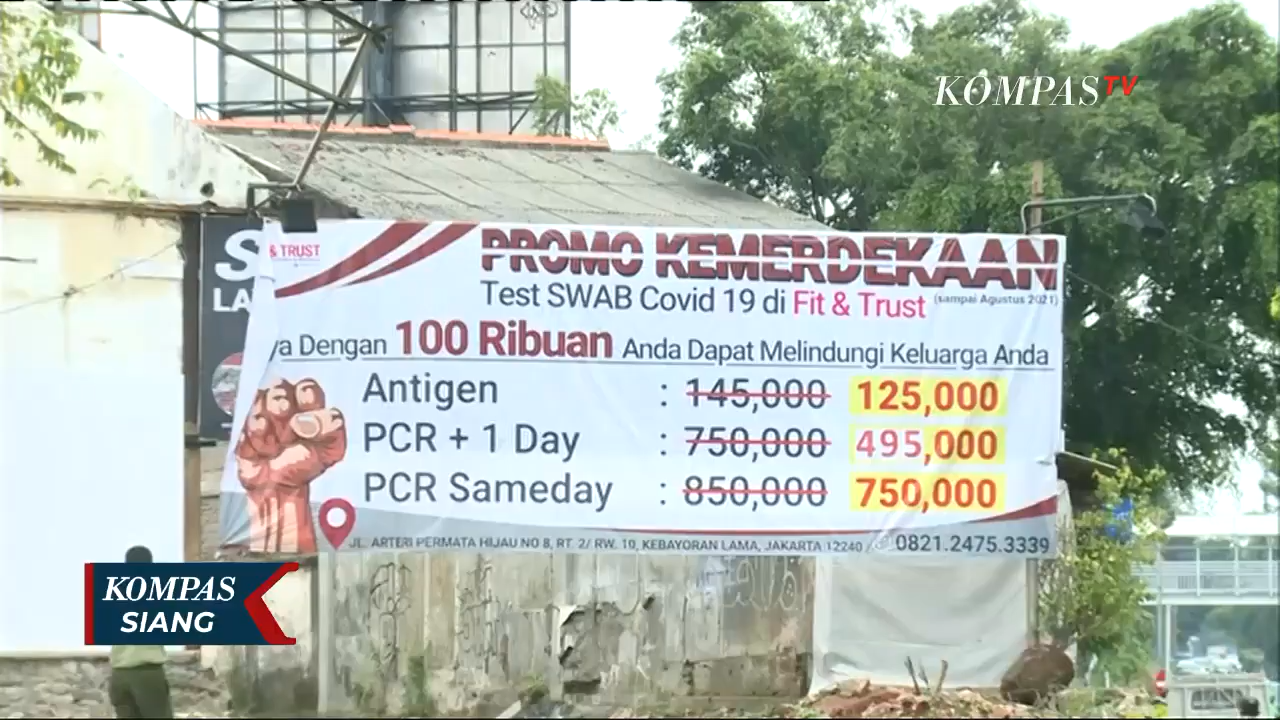 KOMPASTV
S
LA
& TRUST
PROMO KEMERDEKAAN
Test SWAB Covid 19 di Fit & Trust (sampai Agustus 2021)
ya Dengan 100 Ribuan Anda Dapat Melindungi Keluarga Anda
Antigen : 145,000 125,000
PCR + 1 Day : 750,000 495,000
PCR Sameday : 850,000 750,000
JL. ARTERI PERMATA HIJAU NO 8, RT. 2/ RW. 10, KEBAYORAN LAMA, JAKARTA 12240 / 0821.2475.3339
KOMPAS
SIANG